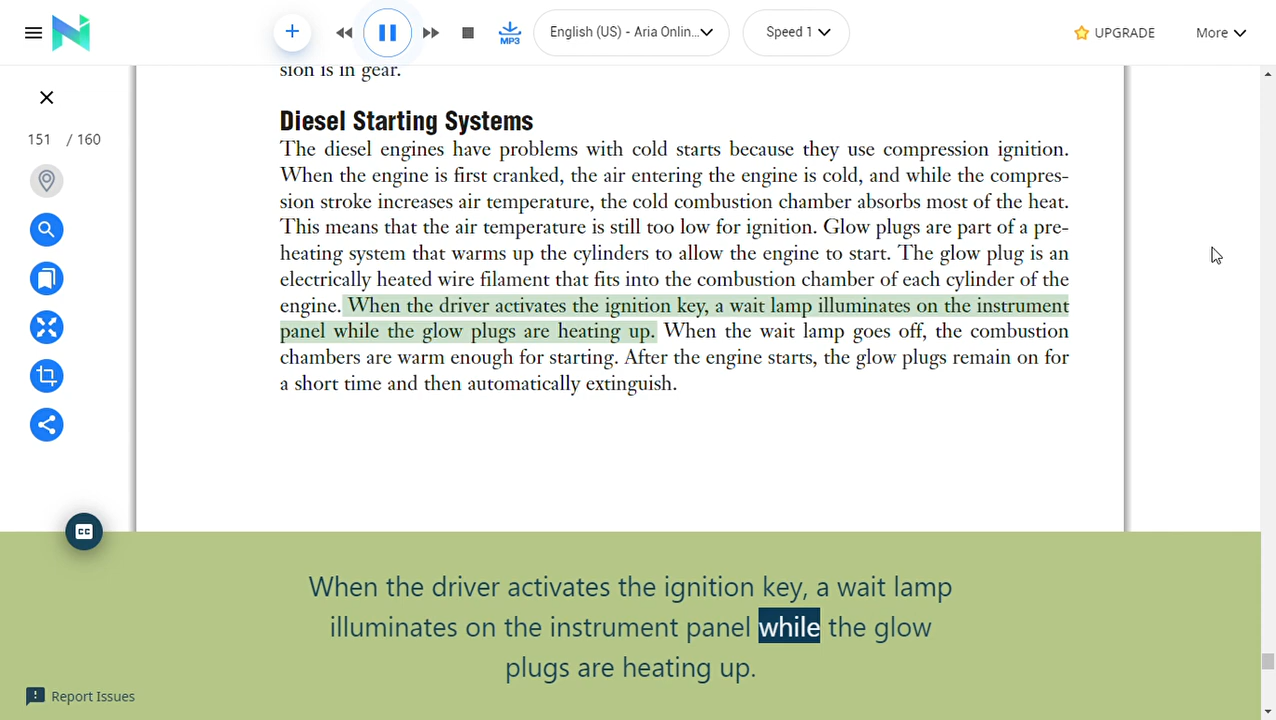 MP3
English (US) - Aria Onlin...
Speed 1
UPGRADE
More
151 / 160
sion is in gear.
Diesel Starting Systems
The diesel engines have problems with cold starts because they use compression ignition.
When the engine is first cranked, the air entering the engine is cold, and while the compres-
sion stroke increases air temperature, the cold combustion chamber absorbs most of the heat.
This means that the air temperature is still too low for ignition. Glow plugs are part of a pre-
heating system that warms up the cylinders to allow the engine to start. The glow plug is an
electrically heated wire filament that fits into the combustion chamber of each cylinder of the
engine. When the driver activates the ignition key, a wait lamp illuminates on the instrument
panel while the glow plugs are heating up. When the wait lamp goes off, the combustion
chambers are warm enough for starting. After the engine starts, the glow plugs remain on for
a short time and then automatically extinguish.
CC
When the driver activates the ignition key, a wait lamp
illuminates on the instrument panel while the glow
plugs are heating up.
Report Issues